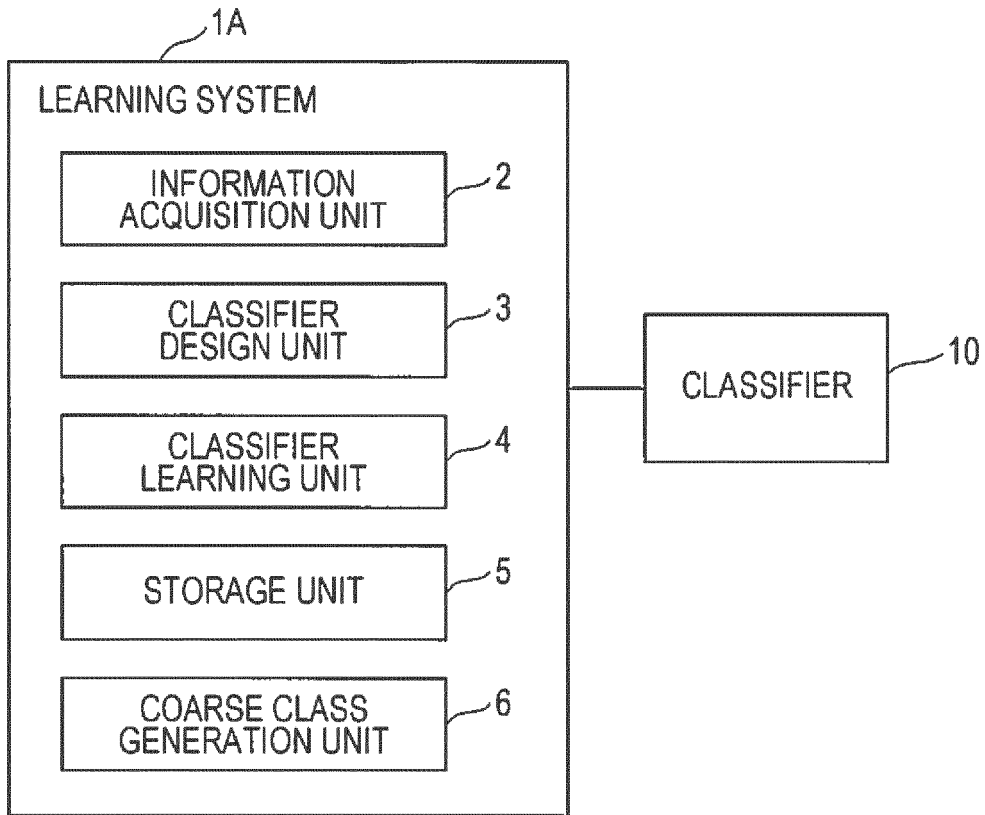 1A
LEARNING SYSTEM
INFORMATION
ACQUISITION UNIT
2
CLASSIFIER
DESIGN UNIT
3
CLASSIFIER
LEARNING UNIT
4
STORAGE UNIT
5
COARSE CLASS
GENERATION UNIT
6
CLASSIFIER
10